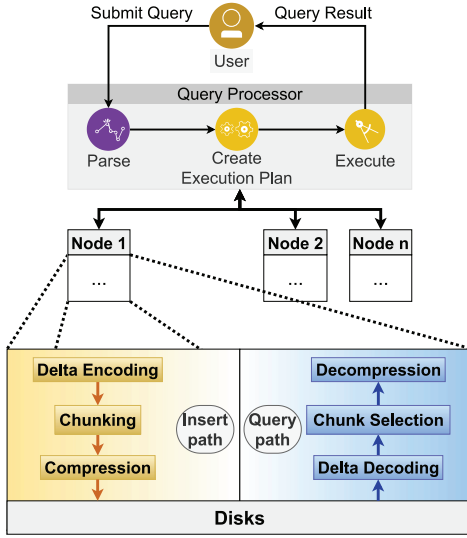 Submit Query
Query Result
User
Query Processor
Parse
Create
Execution Plan
Execute
Node 1
Node 2
Node n
...
...
...
Delta Encoding
Chunking
Compression
Insert
path
Query
path
Decompression
Chunk Selection
Delta Decoding
Disks